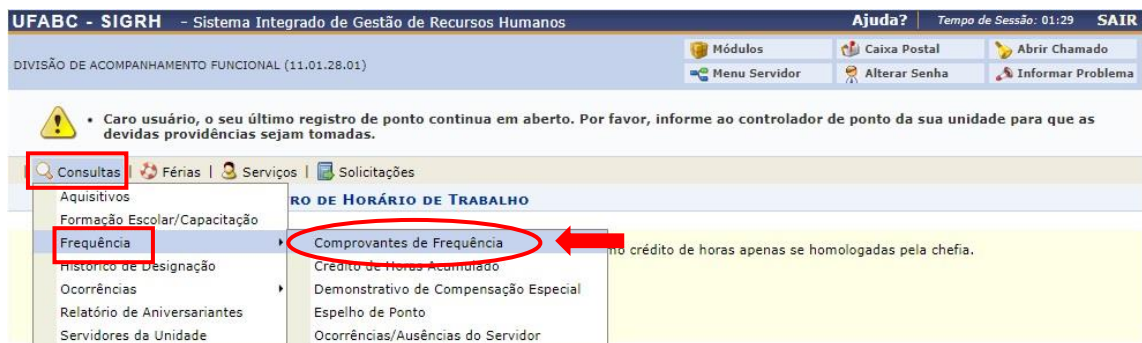 UFABC - SIGRH - Sistema Integrado de Gestão de Recursos Humanos Ajuda? Tempo de Sessão: 01:29 SAIR
DIVISÃO DE ACOMPANHAMENTO FUNCIONAL (11.01.28.01)
Módulos Caixa Postal Abrir Chamado
Menu Servidor Alterar Senha Informar Problema
• Caro usuário, o seu último registro de ponto continua em aberto. Por favor, informe ao controlador de ponto da sua unidade para que as
devidas providências sejam tomadas.
Consultas | Férias | Serviços | Solicitações
RO DE HORÁRIO DE TRABALHO
Aquisitivos
Formação Escolar/Capacitação
Frequência
Histórico de Designação
Ocorrências
Relatório de Aniversariantes
Servidores da Unidade
Comprovantes de Frequência
Crédito de Horas Acumulado
Demonstrativo de Compensação Especial
Espelho de Ponto
Ocorrências/Ausências do Servidor
mo crédito de horas apenas se homologadas pela chefia.